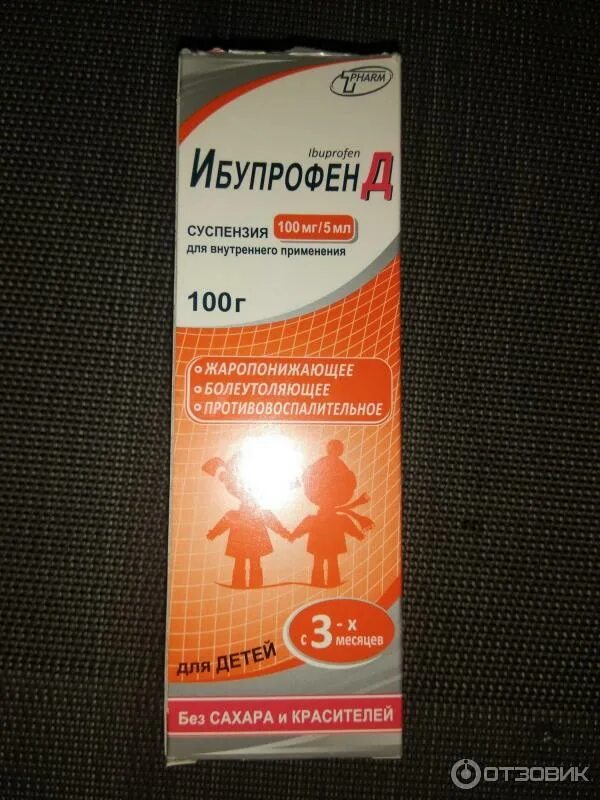 PHARM
Ibuprofen
ИБУПРОФЕН Д
СУСПЕНЗИЯ 100 мг/5 мл
для внутреннего применения
100 г
• ЖАРОПОНИЖАЮЩЕЕ
• БОЛЕУТОЛЯЮЩЕЕ
• ПРОТИВОВОСПАЛИТЕЛЬНОЕ
для ДЕТЕЙ с 3-х месяцев
Без САХАРА и КРАСИТЕЛЕЙ
ОТЗОВИК